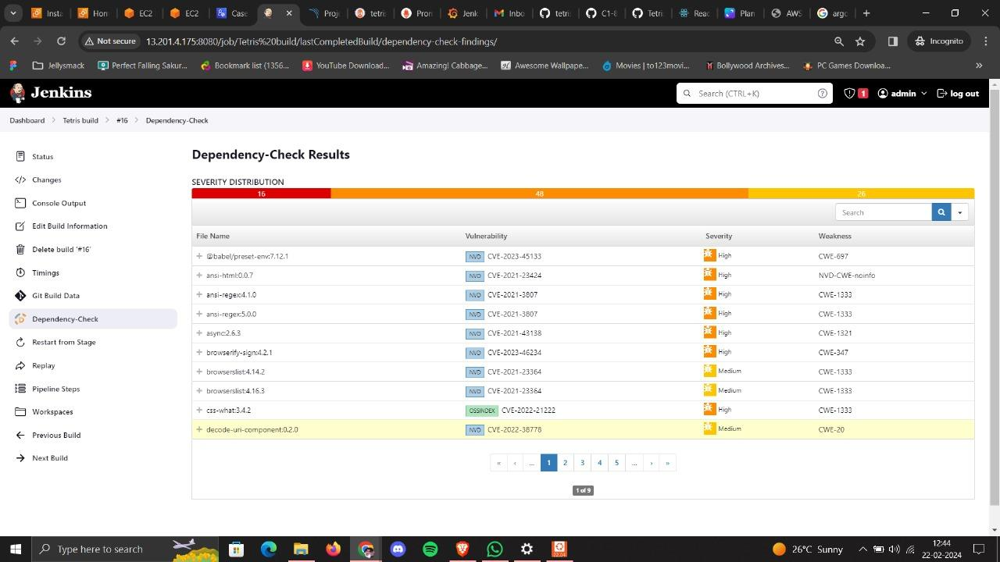 Insta
Hom
EC2
EC2
Case
Proje
tetris
Pron
Jenk
Inbo
tetri
C1-8
Tetri
Reac
Plan
AWS
argo
Not secure
13.201.4.175:8080/job/Tetris%20build/lastCompletedBuild/dependency-check-findings/
Incognito
Jellysmack
Perfect Falling Sakur...
Bookmark list (1356...
YouTube Download...
Amazing! Cabbage...
Awesome Wallpape...
Movies | to123movi...
Bollywood Archives...
PC Games Downloa...
Jenkins
Search (CTRL+K)
1
admin
log out
Dashboard
Tetris build
#16
Dependency-Check
Status
Changes
Console Output
Edit Build Information
Delete build ‘#16’
Timings
Git Build Data
Dependency-Check
Restart from Stage
Replay
Pipeline Steps
Workspaces
Previous Build
Next Build
Dependency-Check Results
SEVERITY DISTRIBUTION
16 48 26
Search
File Name Vulnerability Severity Weakness
@babel/preset-env:7.12.1 NVD CVE-2023-45133 High CWE-697
ansi-html:0.0.7 NVD CVE-2021-23424 High NVD-CWE-noinfo
ansi-regex:4.1.0 NVD CVE-2021-3807 High CWE-1333
ansi-regex:5.0.0 NVD CVE-2021-3807 High CWE-1333
async:2.6.3 NVD CVE-2021-43138 High CWE-1321
browserify-sign:4.2.1 NVD CVE-2023-46234 High CWE-347
browserslist:4.14.2 NVD CVE-2021-23364 Medium CWE-1333
browserslist:4.16.3 NVD CVE-2021-23364 Medium CWE-1333
css-what:3.4.2 OSSINDEX CVE-2022-21222 High CWE-1333
decode-uri-component:0.2.0 NVD CVE-2022-38778 Medium CWE-20
« ‹ ... 1 2 3 4 5 ... › »
1 of 9
Type here to search
26°C Sunny
12:44
22-02-2024